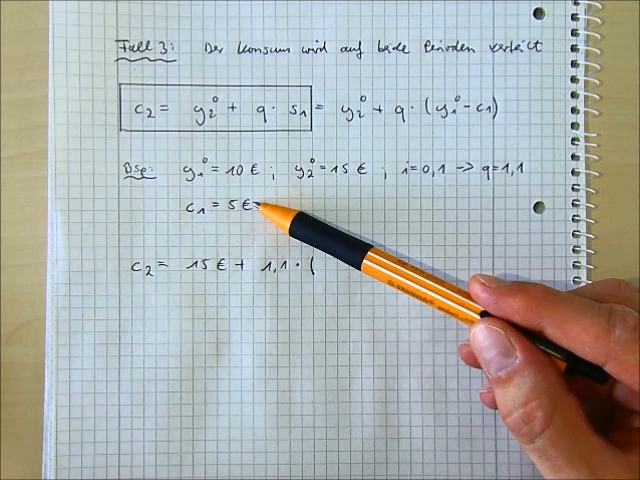 Fall 3: Der Konsum wird auf beide Perioden verteilt
c₂ = y₂⁰ + q · s₁ = y₂⁰ + q · (y₁⁰ - c₁)
Bsp: y₁⁰ = 10 € ; y₂⁰ = 15 € ; i = 0,1 -> q = 1,1
c₁ = 5 €
c₂ = 15 € + 1,1 · (